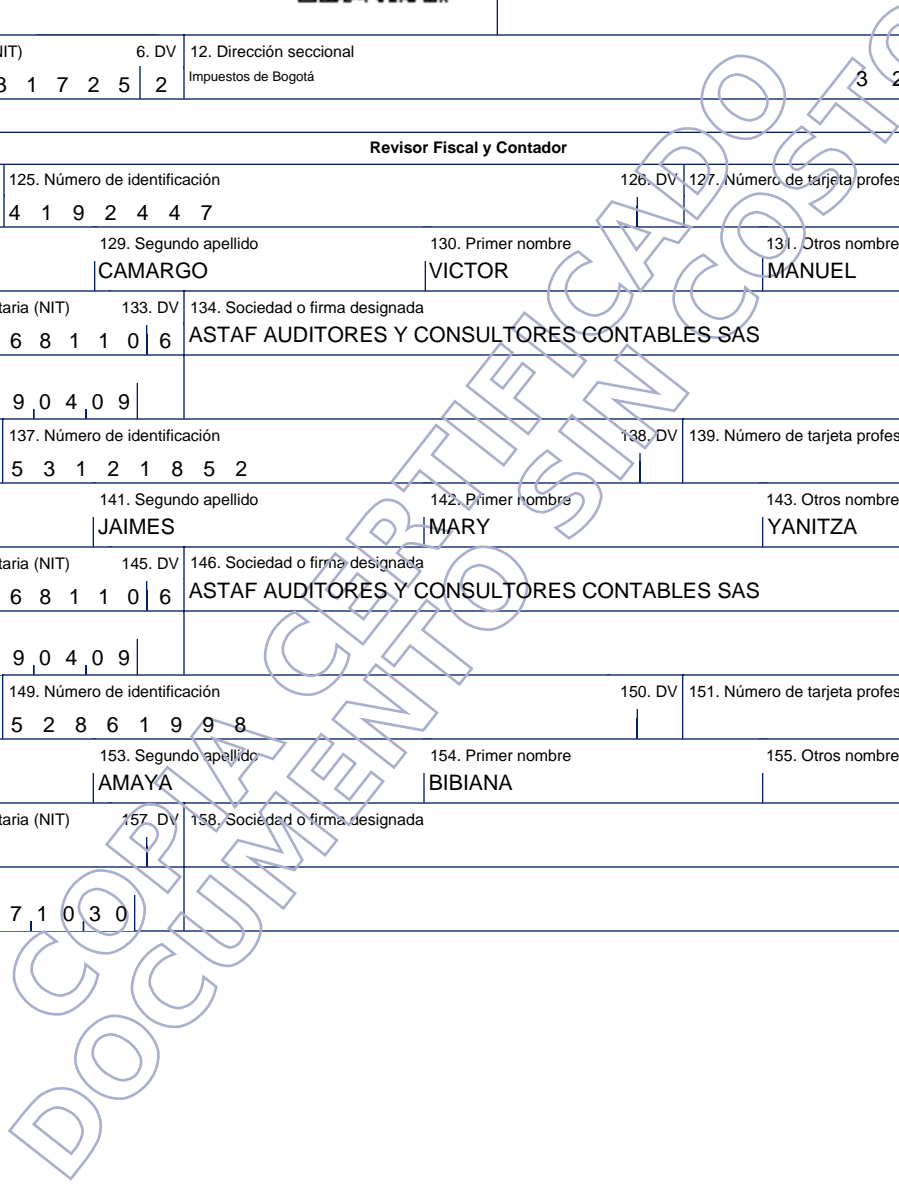 NIT) 6. DV 12. Dirección seccional
3 1 7 2 5 2 Impuestos de Bogotá 3 2
Revisor Fiscal y Contador
125. Número de identificación 126. DV 127. Número de tarjeta profes
4 1 9 2 4 4 7
129. Segundo apellido 130. Primer nombre 131. Otros nombre
CAMARGO VICTOR MANUEL
taria (NIT) 133. DV 134. Sociedad o firma designada
6 8 1 1 0 6 ASTAF AUDITORES Y CONSULTORES CONTABLES SAS
9 0 4 0 9
137. Número de identificación 138. DV 139. Número de tarjeta profes
5 3 1 2 1 8 5 2
141. Segundo apellido 142. Primer nombre 143. Otros nombre
JAIMES MARY YANITZA
taria (NIT) 145. DV 146. Sociedad o firma designada
6 8 1 1 0 6 ASTAF AUDITORES Y CONSULTORES CONTABLES SAS
9 0 4 0 9
149. Número de identificación 150. DV 151. Número de tarjeta profes
5 2 8 6 1 9 9 8
153. Segundo apellido 154. Primer nombre 155. Otros nombre
AMAYA BIBIANA
taria (NIT) 157. DV 158. Sociedad o firma designada
7 1 0 3 0
COPIA CERTIFICADO
DOCUMENTO SIN COSTO